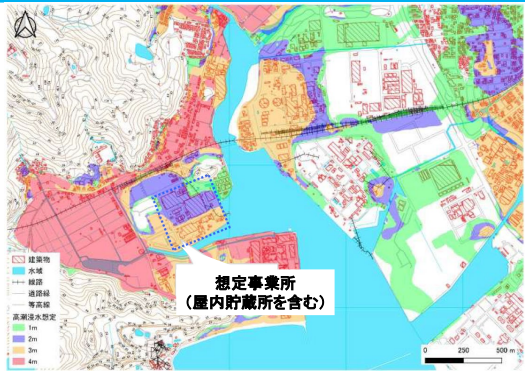 想定事業所
(屋内貯蔵所を含む)
建築物
水域
線路
道路縁
等高線
高潮浸水想定
1m
2m
3m
4m
0 250 500 m